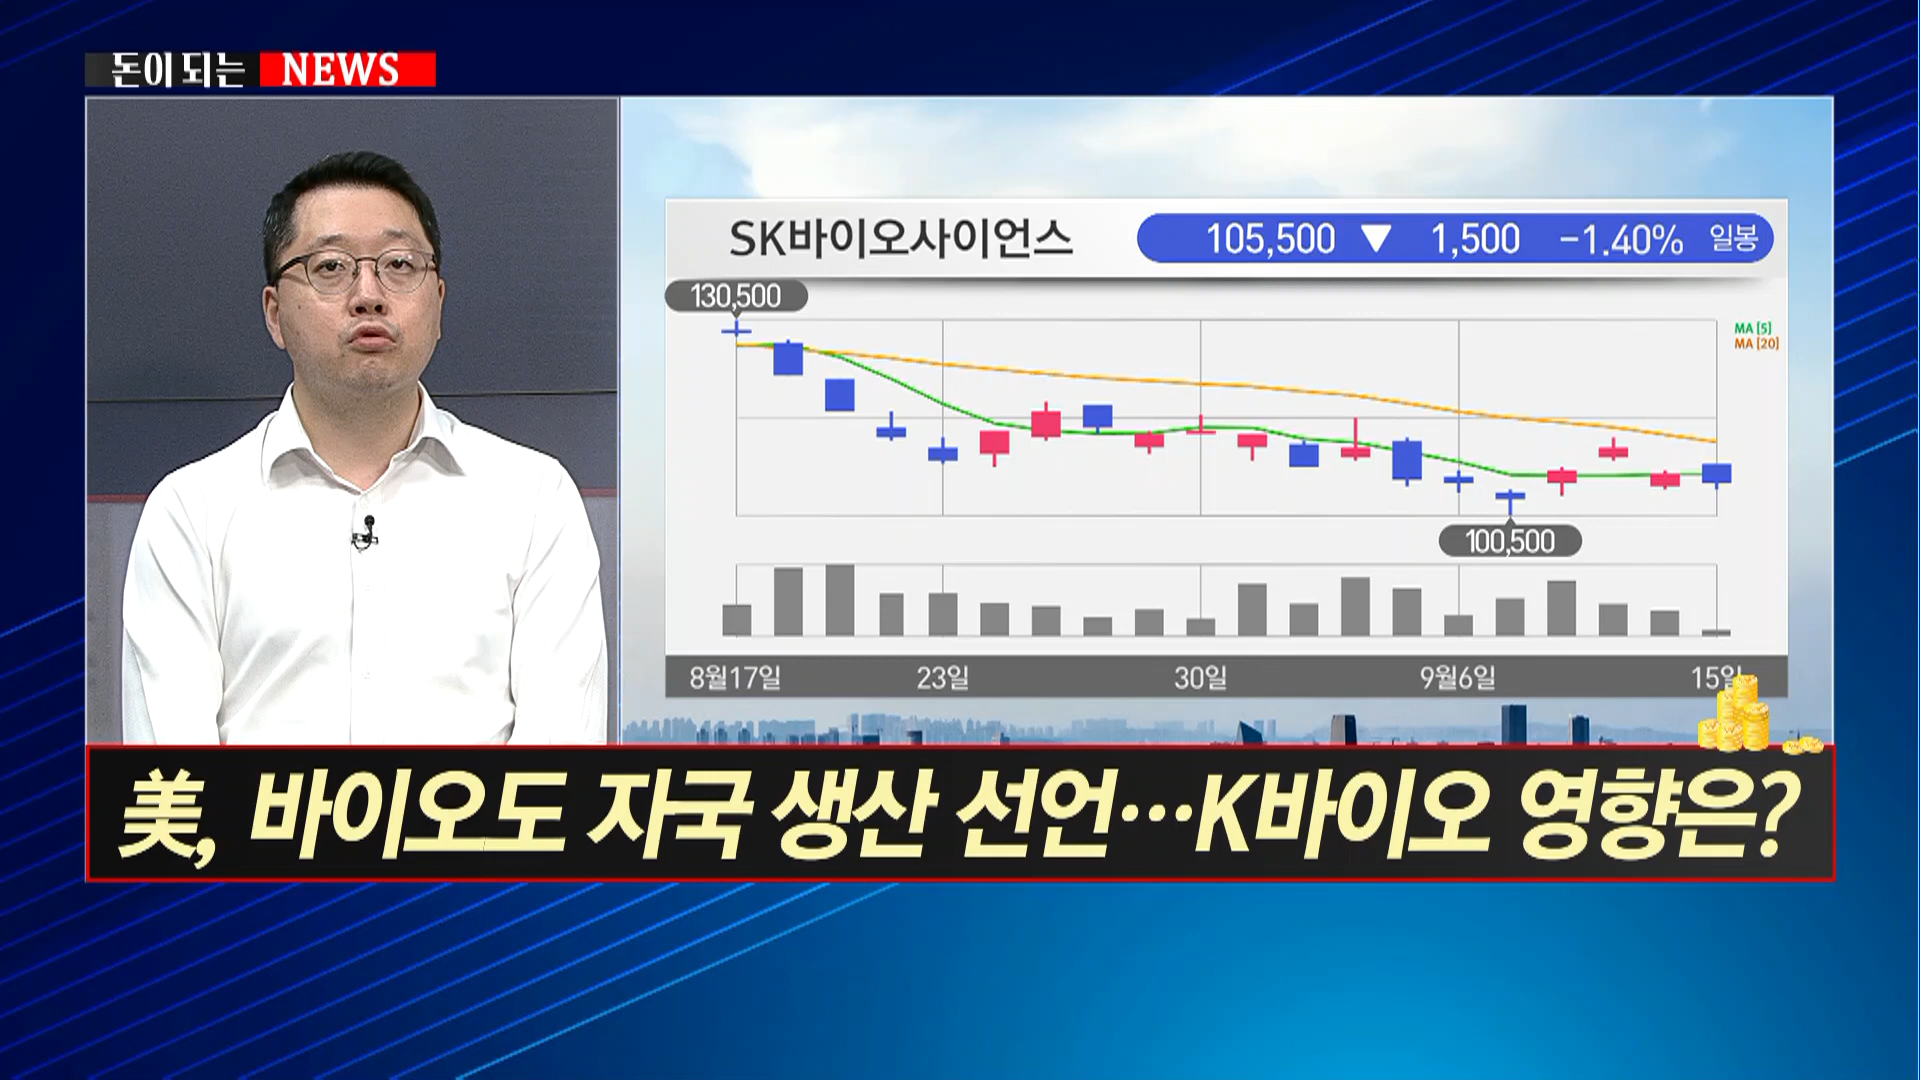 돈이 되는 NEWS
SK바이오사이언스
105,500 ▼ 1,500 -1.40% 일봉
130,500
MA [5]
MA [20]
100,500
8월17일 23일 30일 9월6일 15일
美, 바이오도 자국 생산 선언…K바이오 영향은?